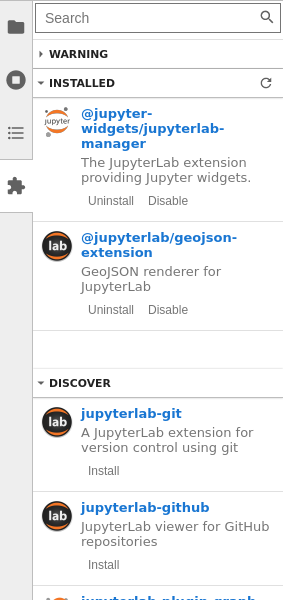 Search
WARNING
INSTALLED
jupyter
@jupyter-
widgets/jupyterlab-
manager
The JupyterLab extension
providing Jupyter widgets.
Uninstall Disable
lab
@jupyterlab/geojson-
extension
GeoJSON renderer for
JupyterLab
Uninstall Disable
DISCOVER
lab
jupyterlab-git
A JupyterLab extension for
version control using git
Install
lab
jupyterlab-github
JupyterLab viewer for GitHub
repositories
Install